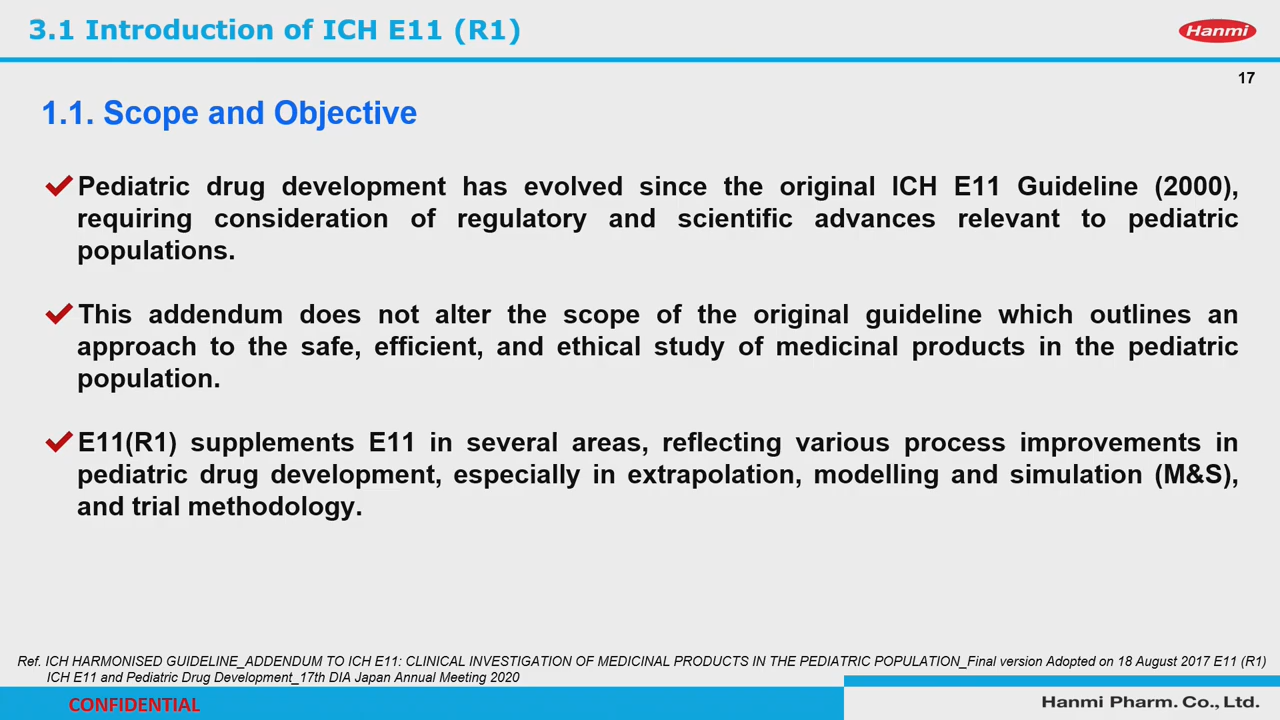 3.1 Introduction of ICH E11 (R1)
Hanmi
17
1.1. Scope and Objective
Pediatric drug development has evolved since the original ICH E11 Guideline (2000),
requiring consideration of regulatory and scientific advances relevant to pediatric
populations.
This addendum does not alter the scope of the original guideline which outlines an
approach to the safe, efficient, and ethical study of medicinal products in the pediatric
population.
E11(R1) supplements E11 in several areas, reflecting various process improvements in
pediatric drug development, especially in extrapolation, modelling and simulation (M&S),
and trial methodology.
Ref. ICH HARMONISED GUIDELINE_ADDENDUM TO ICH E11: CLINICAL INVESTIGATION OF MEDICINAL PRODUCTS IN THE PEDIATRIC POPULATION_Final version Adopted on 18 August 2017 E11 (R1)
ICH E11 and Pediatric Drug Development_17th DIA Japan Annual Meeting 2020
CONFIDENTIAL
Hanmi Pharm. Co., Ltd.